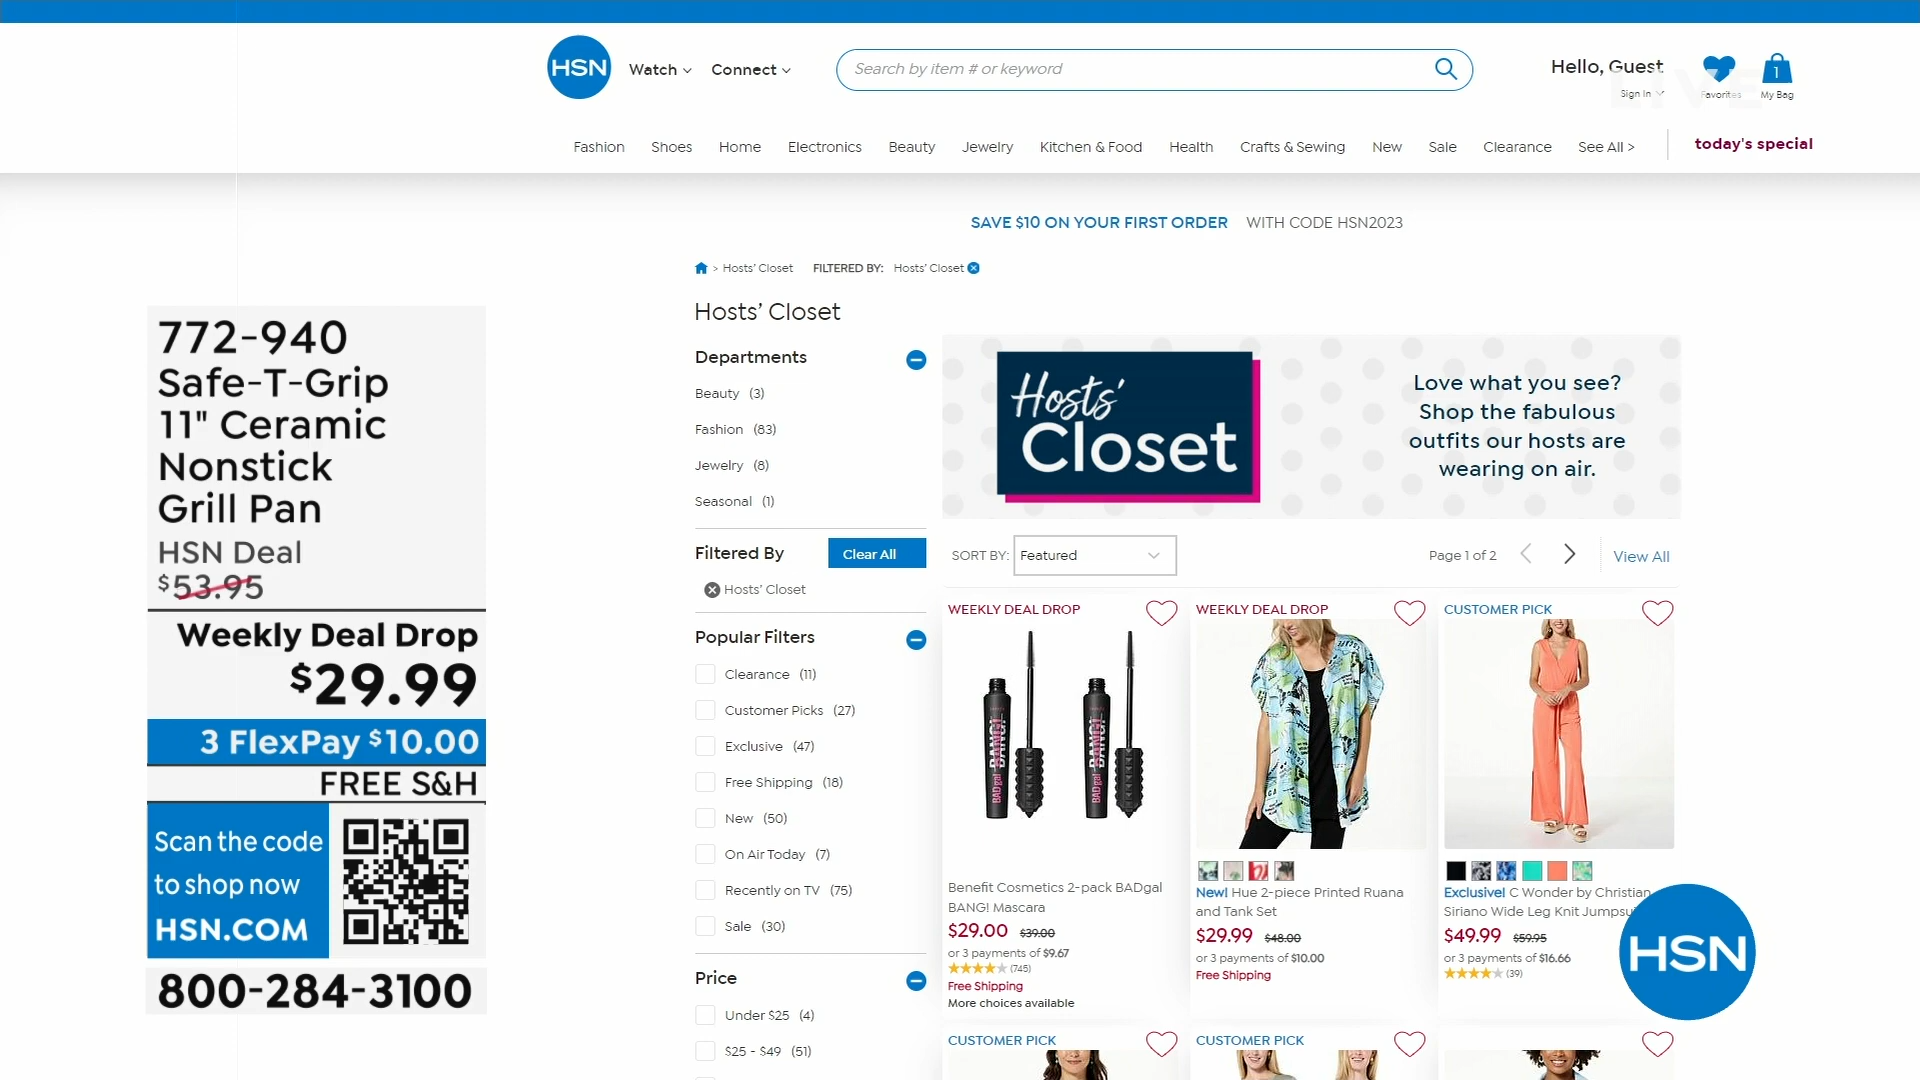 HSN
Watch
Connect
Search by item # or keyword
Hello, Guest
Sign In
Favorites
1
My Bag
LIVE
Fashion
Shoes
Home
Electronics
Beauty
Jewelry
Kitchen & Food
Health
Crafts & Sewing
New
Sale
Clearance
See All >
today's special
SAVE $10 ON YOUR FIRST ORDER WITH CODE HSN2023
> Hosts' Closet FILTERED BY: Hosts' Closet
Hosts' Closet
772-940
Safe-T-Grip
11" Ceramic
Nonstick
Grill Pan
HSN Deal
$53.95
Weekly Deal Drop
$29.99
3 FlexPay $10.00
FREE S&H
Scan the code
to shop now
HSN.COM
800-284-3100
Departments
Beauty (3)
Fashion (83)
Jewelry (8)
Seasonal (1)
Filtered By
Clear All
Hosts' Closet
Popular Filters
Clearance (11)
Customer Picks (27)
Exclusive (47)
Free Shipping (18)
New (50)
On Air Today (7)
Recently on TV (75)
Sale (30)
Price
Under $25 (4)
$25 - $49 (51)
Hosts'
Closet
Love what you see?
Shop the fabulous
outfits our hosts are
wearing on air.
SORT BY: Featured
Page 1 of 2
View All
WEEKLY DEAL DROP
BADgal BANG!
BADgal BANG!
Benefit Cosmetics 2-pack BADgal
BANG! Mascara
$29.00 $39.00
or 3 payments of $9.67
(745)
Free Shipping
More choices available
WEEKLY DEAL DROP
New! Hue 2-piece Printed Ruana
and Tank Set
$29.99 $48.00
or 3 payments of $10.00
Free Shipping
CUSTOMER PICK
Exclusive! C Wonder by Christian
Siriano Wide Leg Knit Jumpsu
$49.99 $59.95
or 3 payments of $16.66
(39)
HSN
CUSTOMER PICK
CUSTOMER PICK